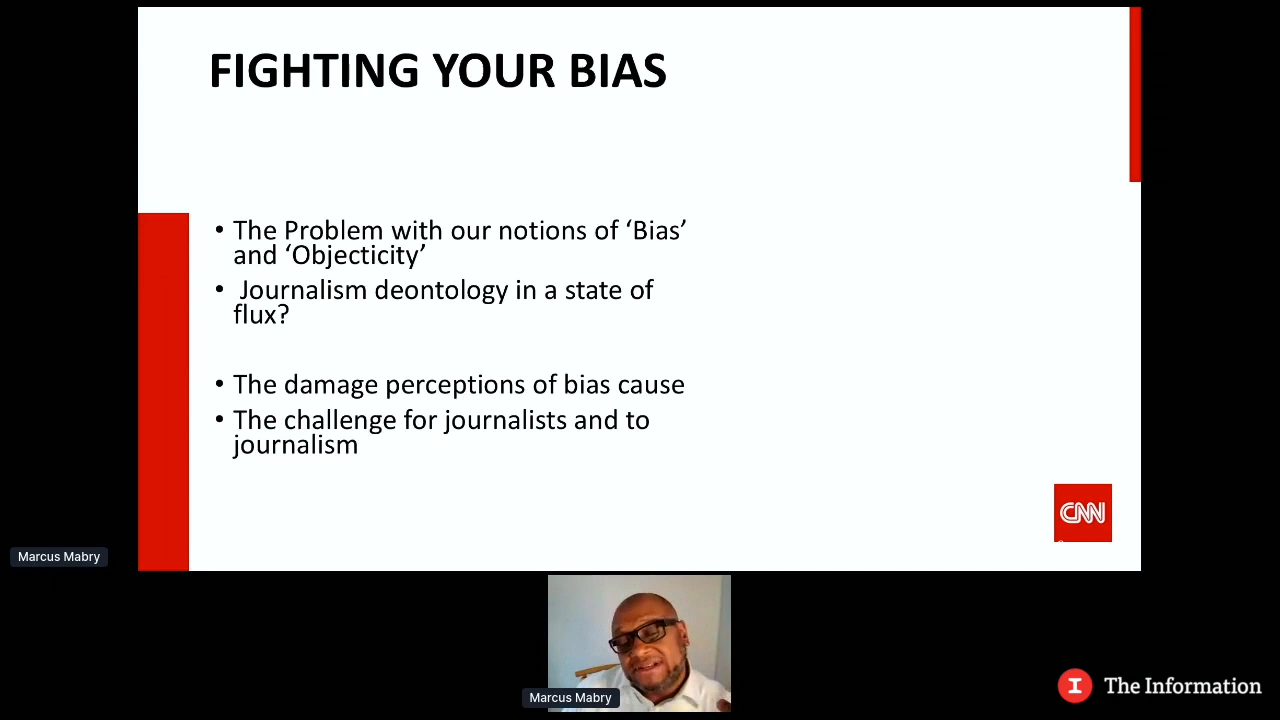 FIGHTING YOUR BIAS
• The Problem with our notions of ‘Bias’
and ‘Objecticity’
• Journalism deontology in a state of
flux?
• The damage perceptions of bias cause
• The challenge for journalists and to
journalism
CNN
Marcus Mabry
Marcus Mabry
I The Information